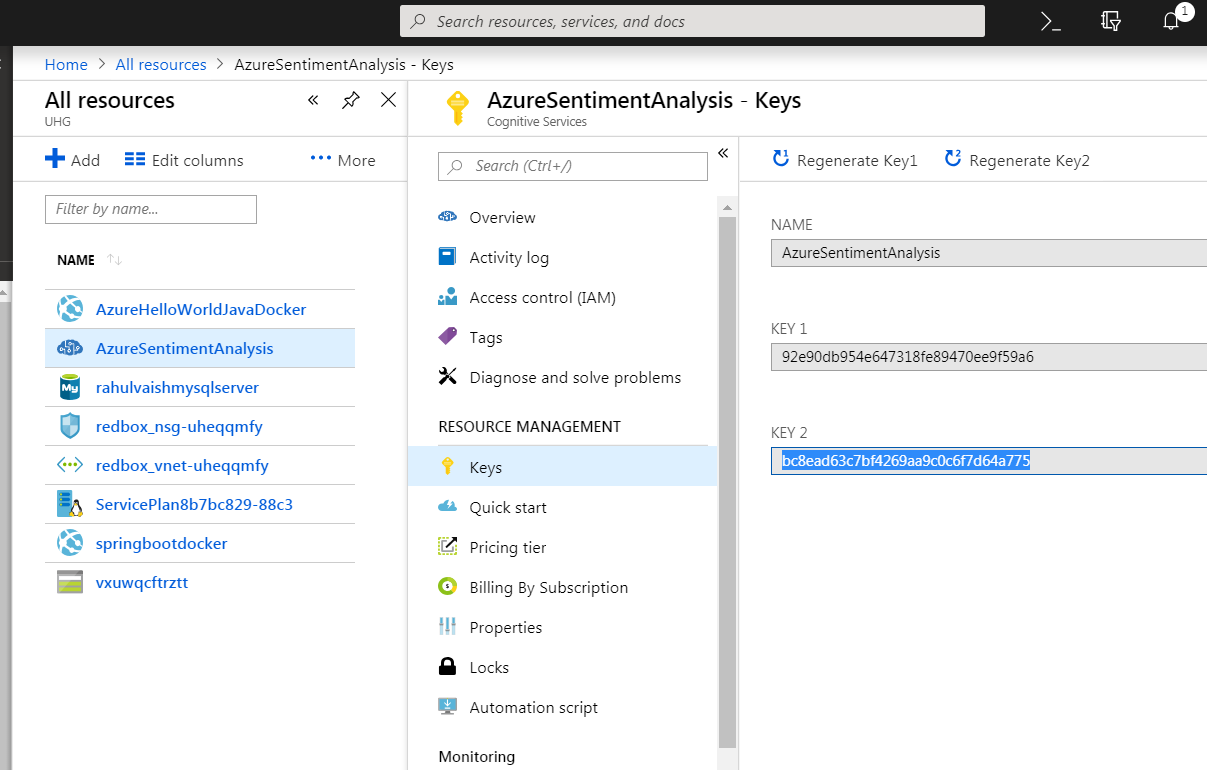 Search resources, services, and docs
1
Home > All resources > AzureSentimentAnalysis - Keys
All resources
UHG
Add
Edit columns
More
Filter by name...
NAME
AzureHelloWorldJavaDocker
AzureSentimentAnalysis
rahulvaishmysqlserver
redbox_nsg-uheqqmfy
redbox_vnet-uheqqmfy
ServicePlan8b7bc829-88c3
springbootdocker
vxuwqcftrztt
AzureSentimentAnalysis - Keys
Cognitive Services
Search (Ctrl+/)
Overview
Activity log
Access control (IAM)
Tags
Diagnose and solve problems
RESOURCE MANAGEMENT
Keys
Quick start
Pricing tier
Billing By Subscription
Properties
Locks
Automation script
Monitoring
Regenerate Key1
Regenerate Key2
NAME
AzureSentimentAnalysis
KEY 1
92e90db954e647318fe89470ee9f59a6
KEY 2
bc8ead63c7bf4269aa9c0c6f7d64a775